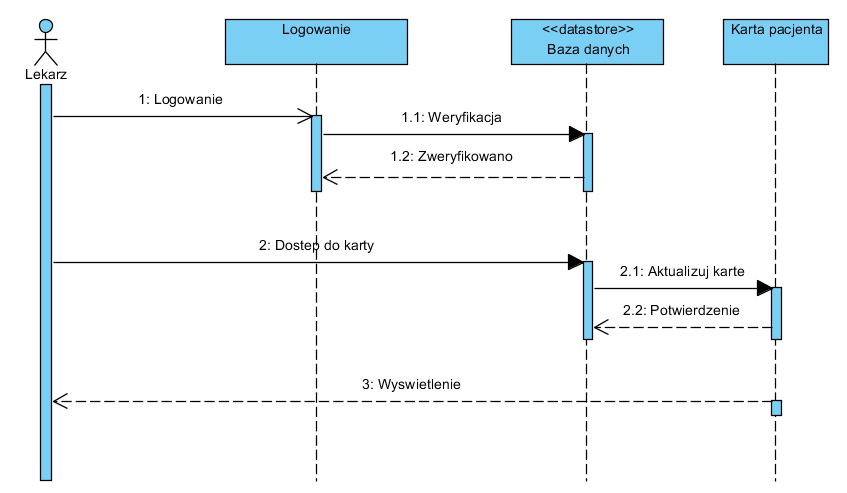 Logowanie
<<datastore>>
Baza danych
Karta pacjenta
Lekarz
1: Logowanie
1.1: Weryfikacja
1.2: Zweryfikowano
2: Dostep do karty
2.1: Aktualizuj karte
2.2: Potwierdzenie
3: Wyswietlenie